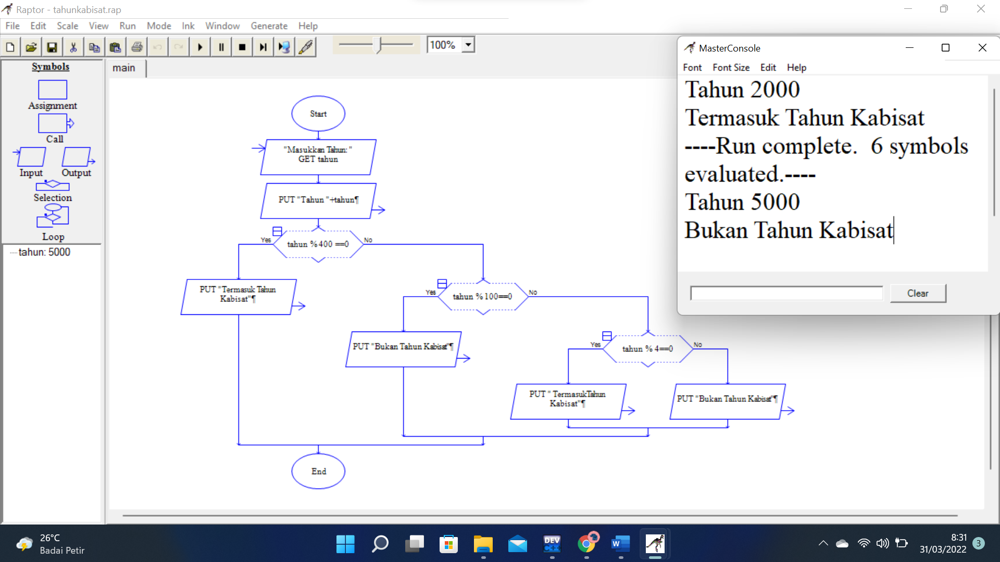 Raptor - tahunkabisat.rap
File Edit Scale View Run Mode Ink Window Generate Help
100%
Symbols
Assignment
Call
Input Output
Selection
Loop
tahun: 5000
main
Start
"Masukkan Tahun: "
GET tahun
PUT "Tahun "+tahun¶
Yes
tahun % 400 ==0
No
PUT "Termasuk Tahun
Kabisat"¶
Yes
tahun % 100==0
No
PUT "Bukan Tahun Kabisat"¶
Yes
tahun % 4==0
No
PUT " TermasukTahun
Kabisat"¶
PUT "Bukan Tahun Kabisat"¶
End
MasterConsole
Font Font Size Edit Help
Tahun 2000
Termasuk Tahun Kabisat
----Run complete.  6 symbols
evaluated.----
Tahun 5000
Bukan Tahun Kabisat
Clear
26°C
Badai Petir
DEV
C++
W
8:31
31/03/2022
3